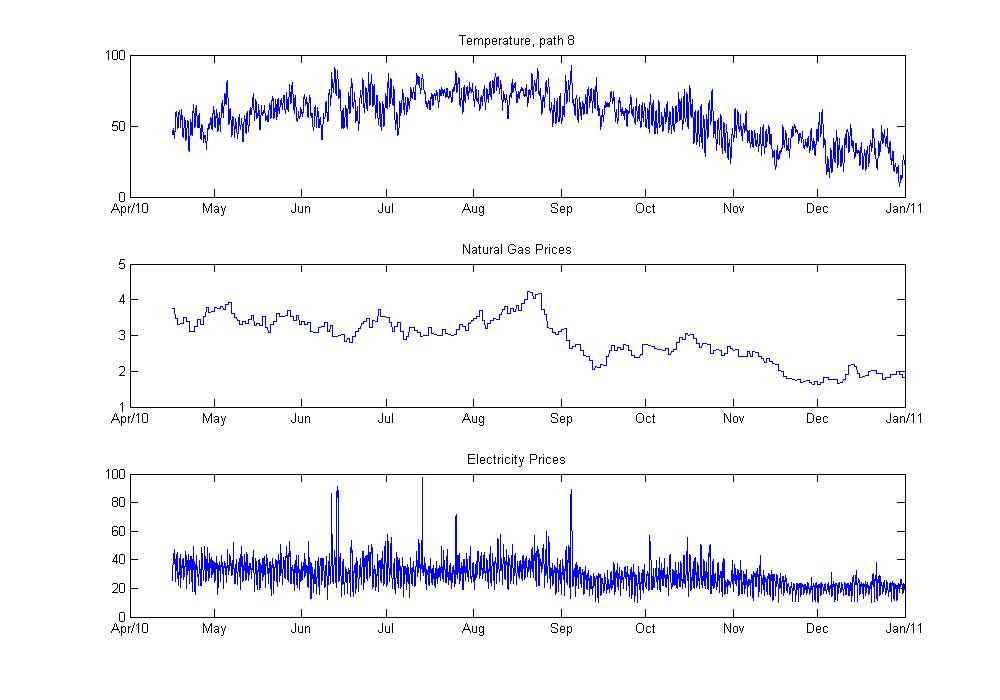 Temperature, path 8
100
50
0
Apr/10 May Jun Jul Aug Sep Oct Nov Dec Jan/11
Natural Gas Prices
5
4
3
2
1
Apr/10 May Jun Jul Aug Sep Oct Nov Dec Jan/11
Electricity Prices
100
80
60
40
20
0
Apr/10 May Jun Jul Aug Sep Oct Nov Dec Jan/11